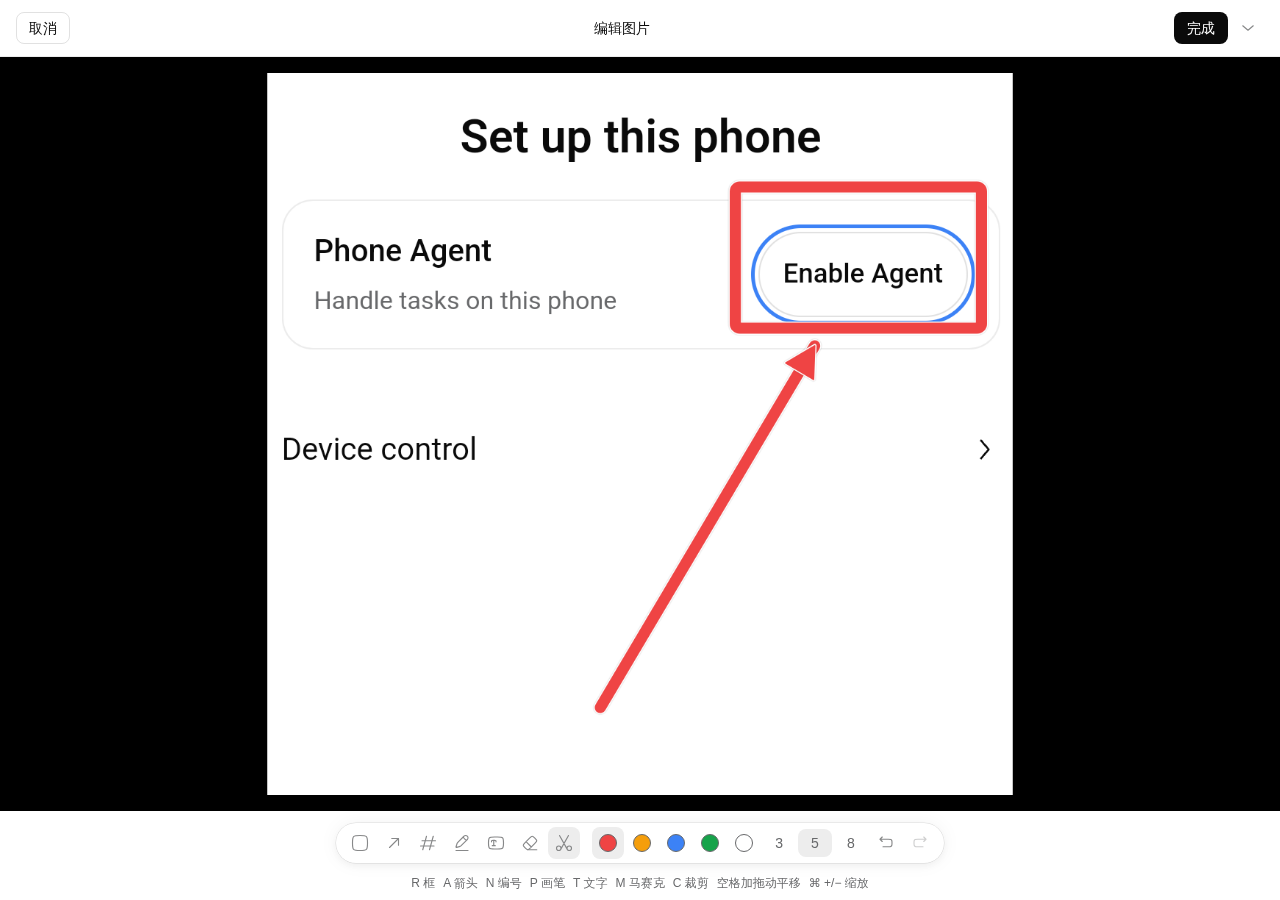 取消
编辑图片
完成
Set up this phone
Phone Agent
Enable Agent
Handle tasks on this phone
Device control
3 5 8
R 框 A 箭头 N 编号 P 画笔 T 文字 M 马赛克 C 裁剪 空格加拖动平移 ⌘ +/− 缩放